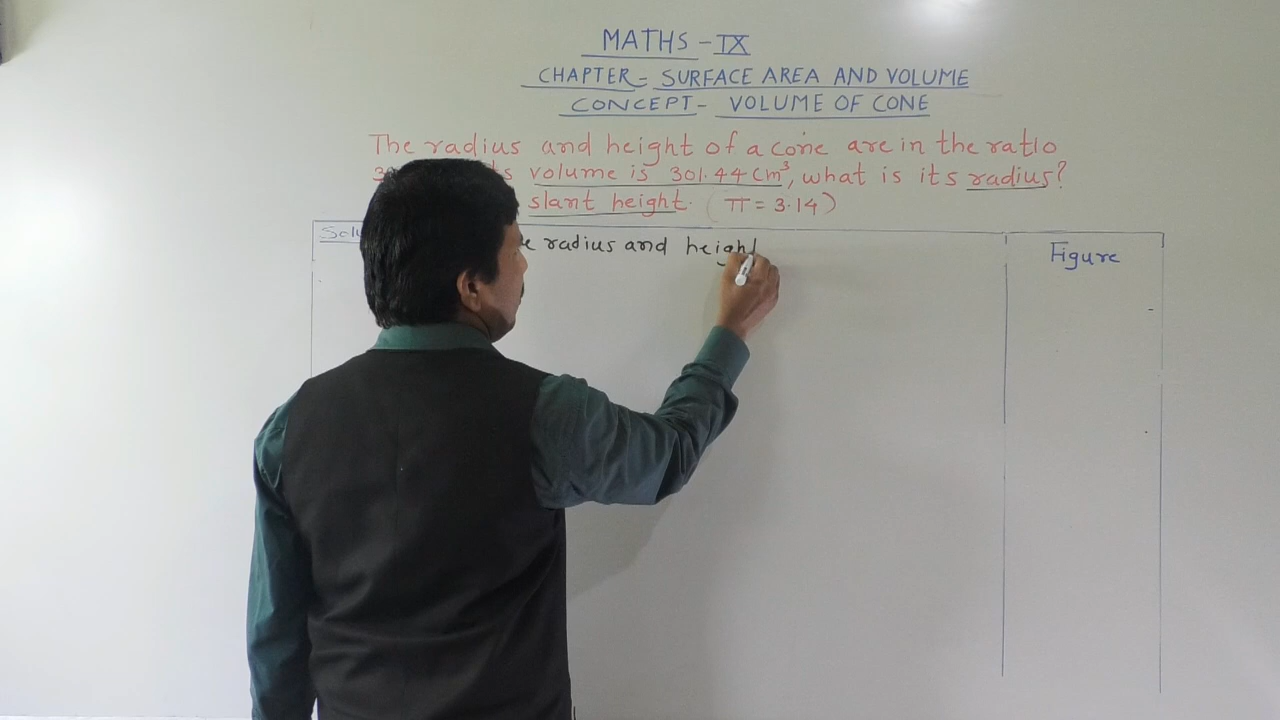 MATHS - IX
CHAPTER - SURFACE AREA AND VOLUME
CONCEPT - VOLUME OF CONE
The radius and height of a cone are in the ratio
volume is 301.44 cm³, what is its radius?
slant height. (π = 3.14)
radius and height
Figure